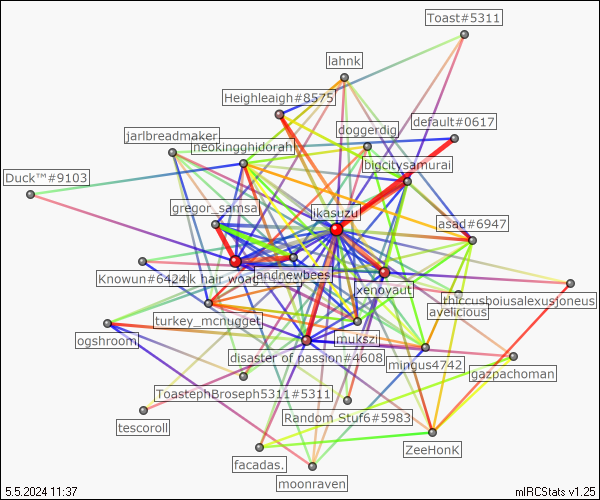 Toast#5311
lahnk
Heighleaigh#8575
default#0617
doggerdig
jarlbreadmaker
neokingghidorah
bigcitysamurai
Duck™#9103
gregor_samsa
jikasuzu
asad#6947
andnewbees
Knowun#6424
k hair
xenoyaut
thiccusboiusalexusjoneus
avelicious
turkey_mcnugget
mukszi
ogshroom
disaster of passion#4608
mingus4742
gazpachoman
ToastephBroseph5311#5311
Random Stuf6#5983
tescoroll
ZeeHonK
facadas.
moonraven
5.5.2024 11:37
mIRCStats v1.25